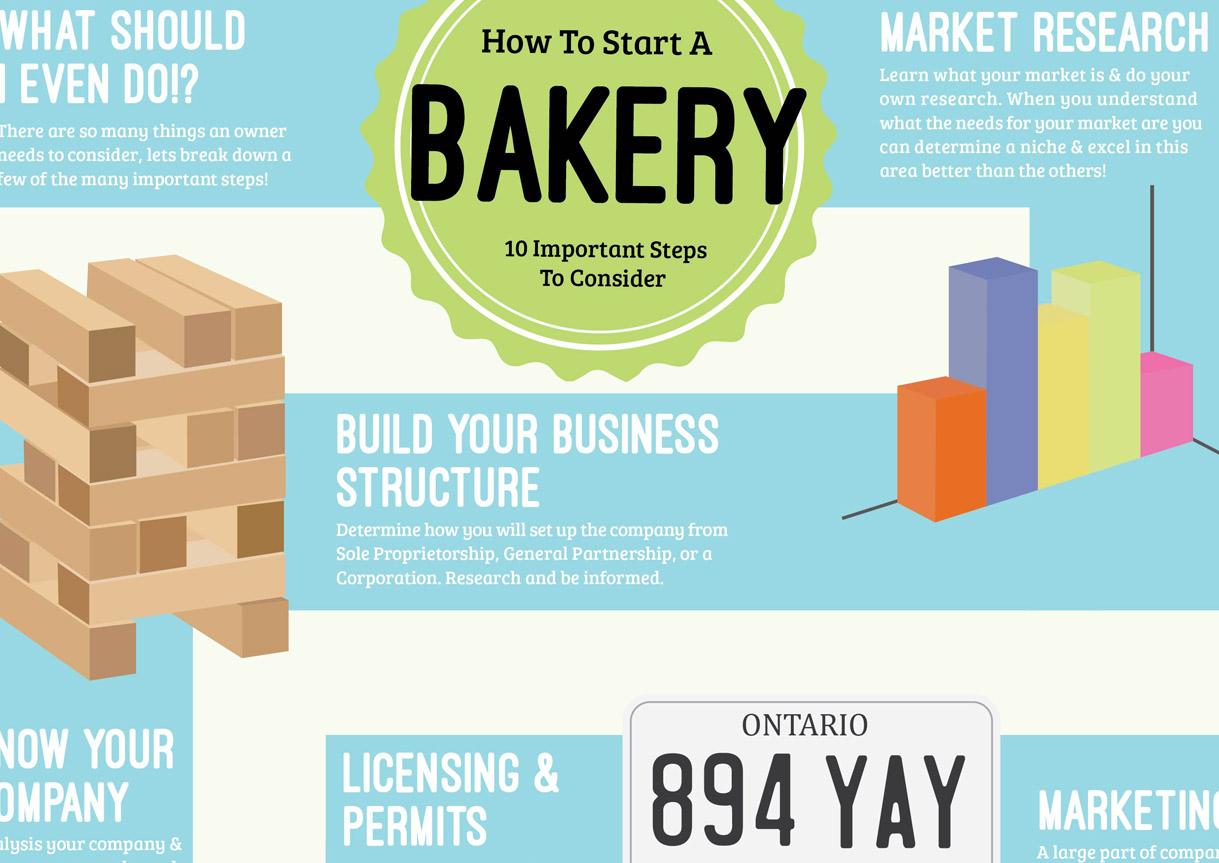 WHAT SHOULD
I EVEN DO!?
There are so many things an owner
needs to consider, lets break down a
few of the many important steps!
How To Start A
BAKERY
10 Important Steps
To Consider
MARKET RESEARCH
Learn what your market is & do your
own research. When you understand
what the needs for your market are you
can determine a niche & excel in this
area better than the others!
BUILD YOUR BUSINESS
STRUCTURE
Determine how you will set up the company from
Sole Proprietorship, General Partnership, or a
Corporation. Research and be informed.
NOW YOUR
OMPANY
alysis your company &
LICENSING &
PERMITS
ONTARIO
894 YAY
MARKETING
A large part of compan